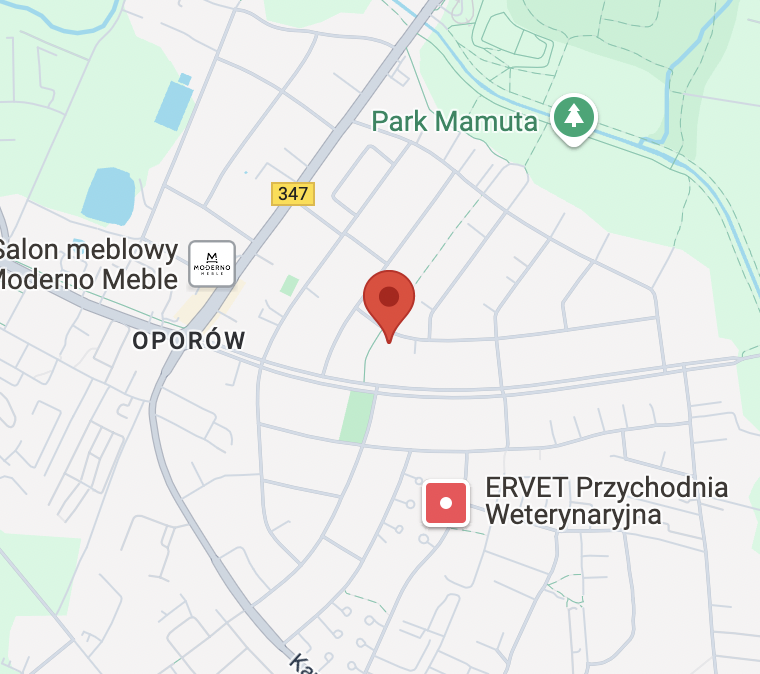 Park Mamuta
347
Salon meblowy
Moderno Meble
M
MODERNO
MEBLE
OPORÓW
ERVET Przychodnia
Weterynaryjna